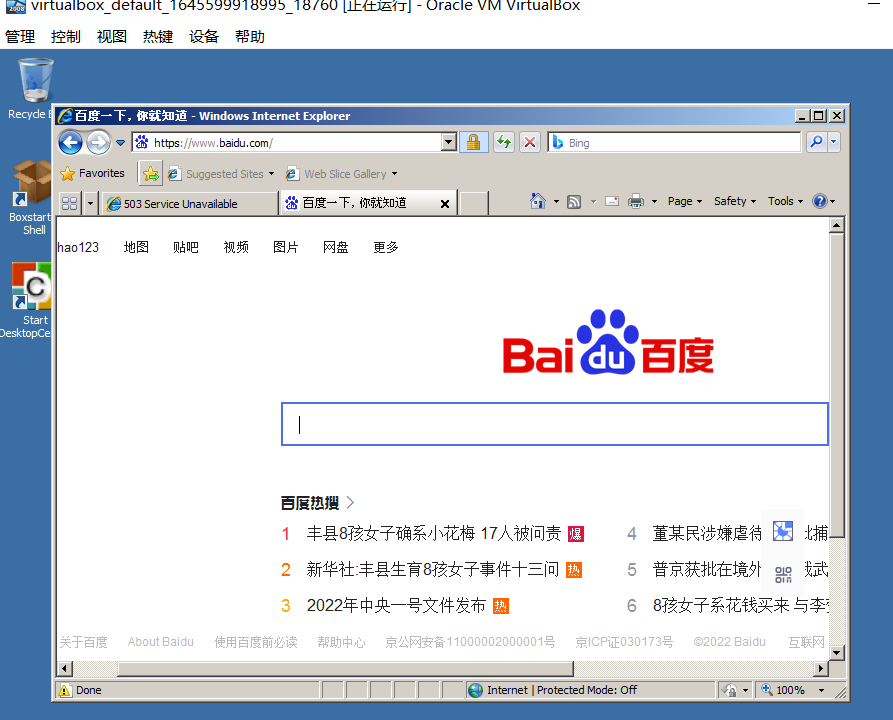 virtualbox_default_1645599918995_18760 [正在运行] - Oracle VM VirtualBox
管理 控制 视图 热键 设备 帮助
Recycle
Boxstart
Shell
Start
DesktopCe
百度一下，你就知道 - Windows Internet Explorer
https://www.baidu.com/
Bing
Favorites Suggested Sites Web Slice Gallery
503 Service Unavailable 百度一下，你就知道 Page Safety Tools
hao123 地图 贴吧 视频 图片 网盘 更多
Bai du 百度
百度热搜
1 丰县8孩女子确系小花梅 17人被问责 爆
4 董某民涉嫌虐待 批捕
2 新华社:丰县生育8孩女子事件十三问 热
5 普京获批在境外 俄武
3 2022年中央一号文件发布 热
6 8孩女子系花钱买来 与李
关于百度 About Baidu 使用百度前必读 帮助中心 京公网安备11000002000001号 京ICP证030173号 ©2022 Baidu 互联网
Done Internet | Protected Mode: Off 100%